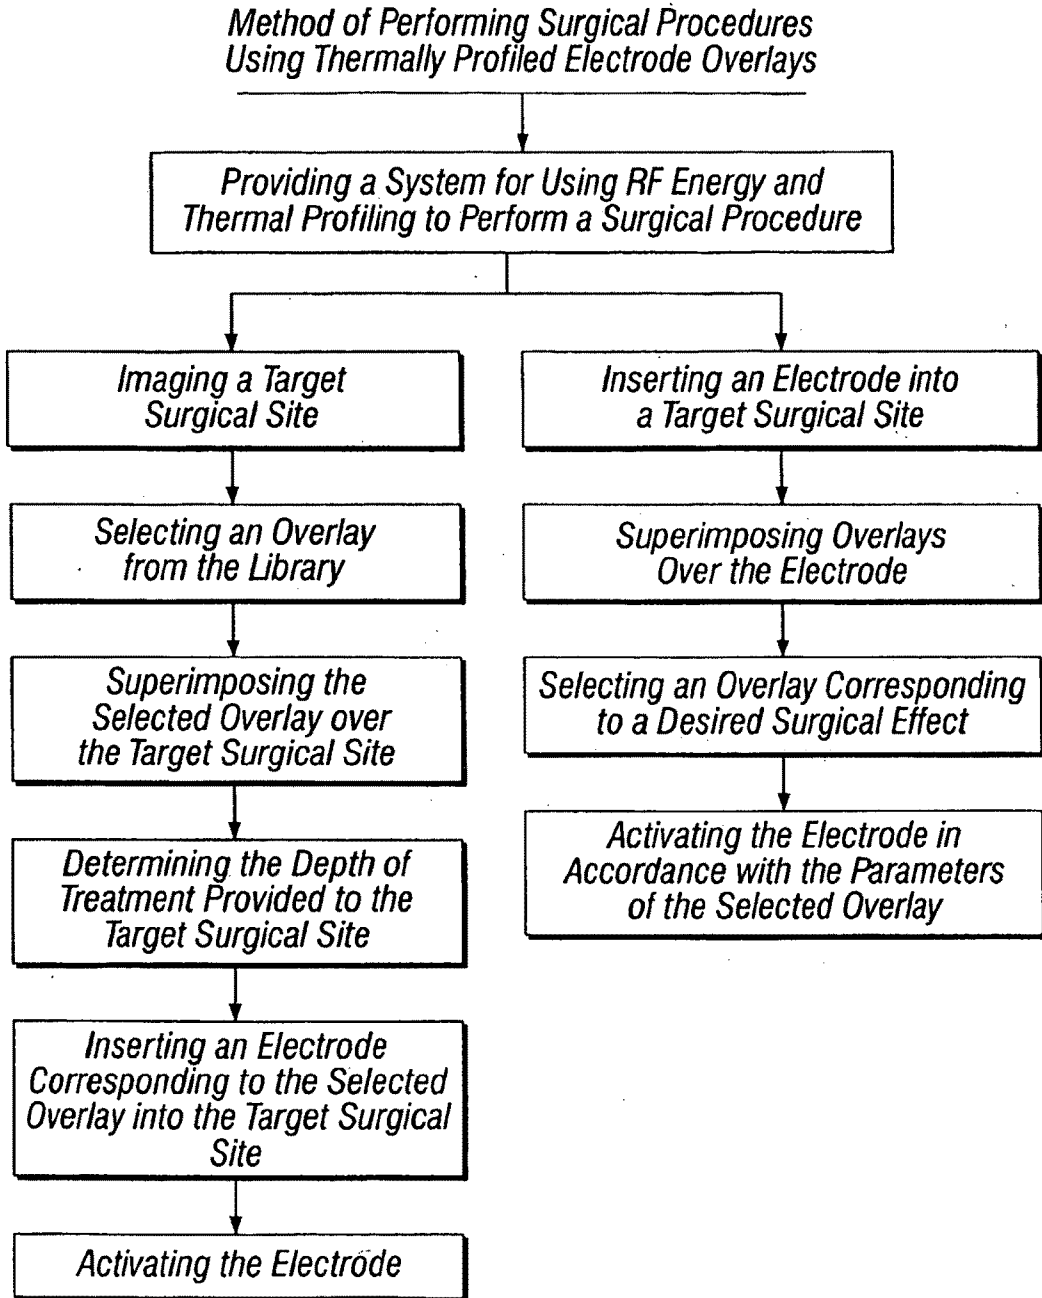 Method of Performing Surgical Procedures
Using Thermally Profiled Electrode Overlays
Providing a System for Using RF Energy and
Thermal Profiling to Perform a Surgical Procedure
Imaging a Target
Surgical Site
Selecting an Overlay
from the Library
Superimposing the
Selected Overlay over
the Target Surgical Site
Determining the Depth of
Treatment Provided to the
Target Surgical Site
Inserting an Electrode
Corresponding to the Selected
Overlay into the Target Surgical
Site
Activating the Electrode
Inserting an Electrode into
a Target Surgical Site
Superimposing Overlays
Over the Electrode
Selecting an Overlay Corresponding
to a Desired Surgical Effect
Activating the Electrode in
Accordance with the Parameters
of the Selected Overlay